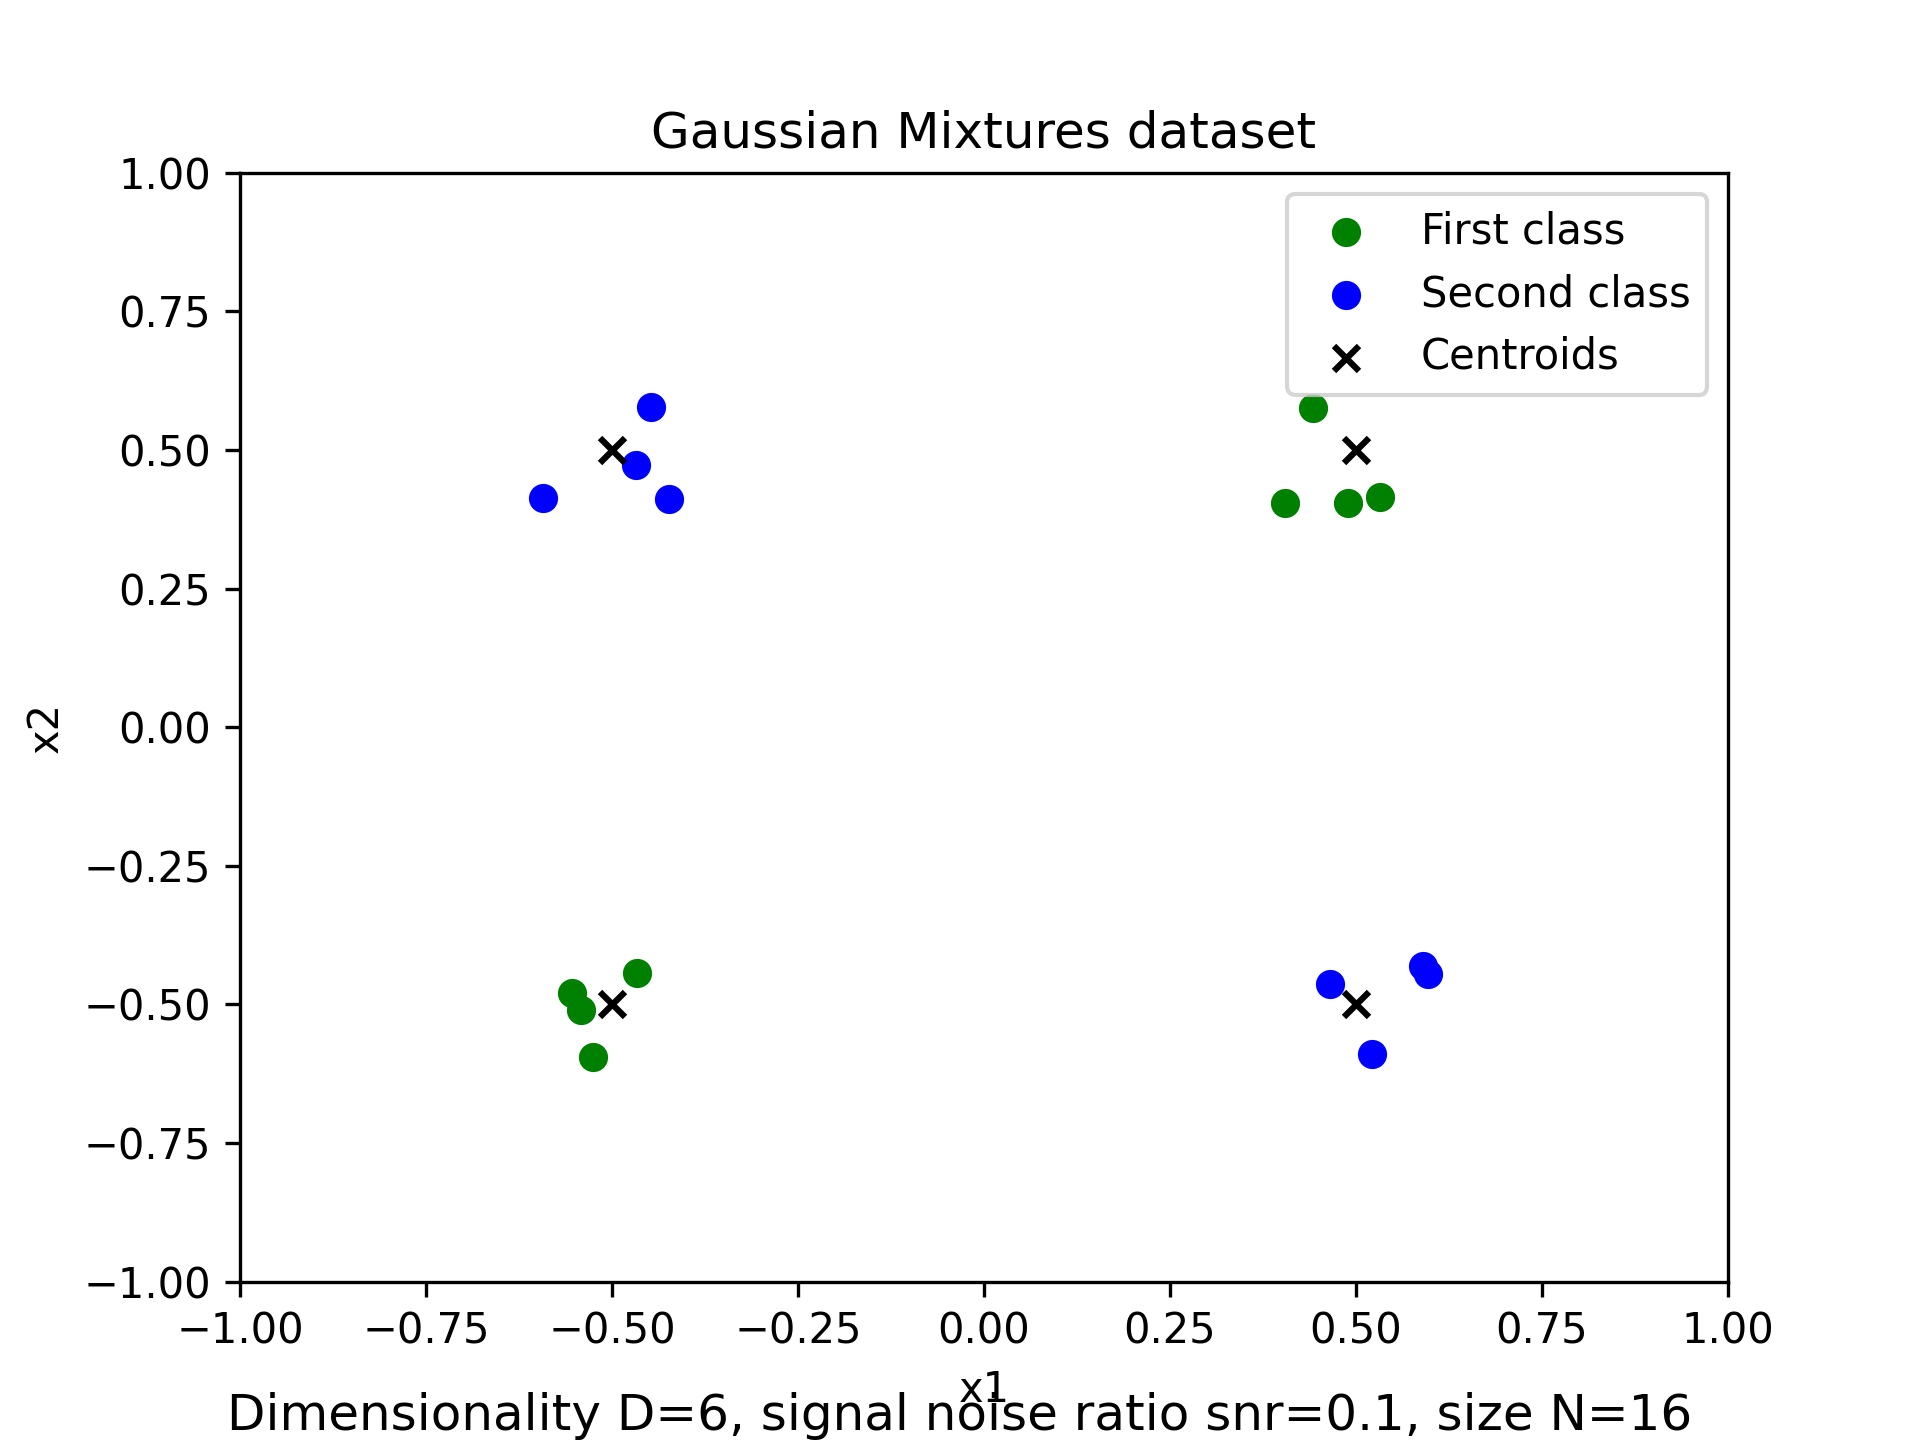 Gaussian Mixtures dataset
First class
Second class
Centroids
1.00
0.75
0.50
0.25
0.00
−0.25
−0.50
−0.75
−1.00
x2
−1.00 −0.75 −0.50 −0.25 0.00 0.25 0.50 0.75 1.00
x1
Dimensionality D=6, signal noise ratio snr=0.1, size N=16